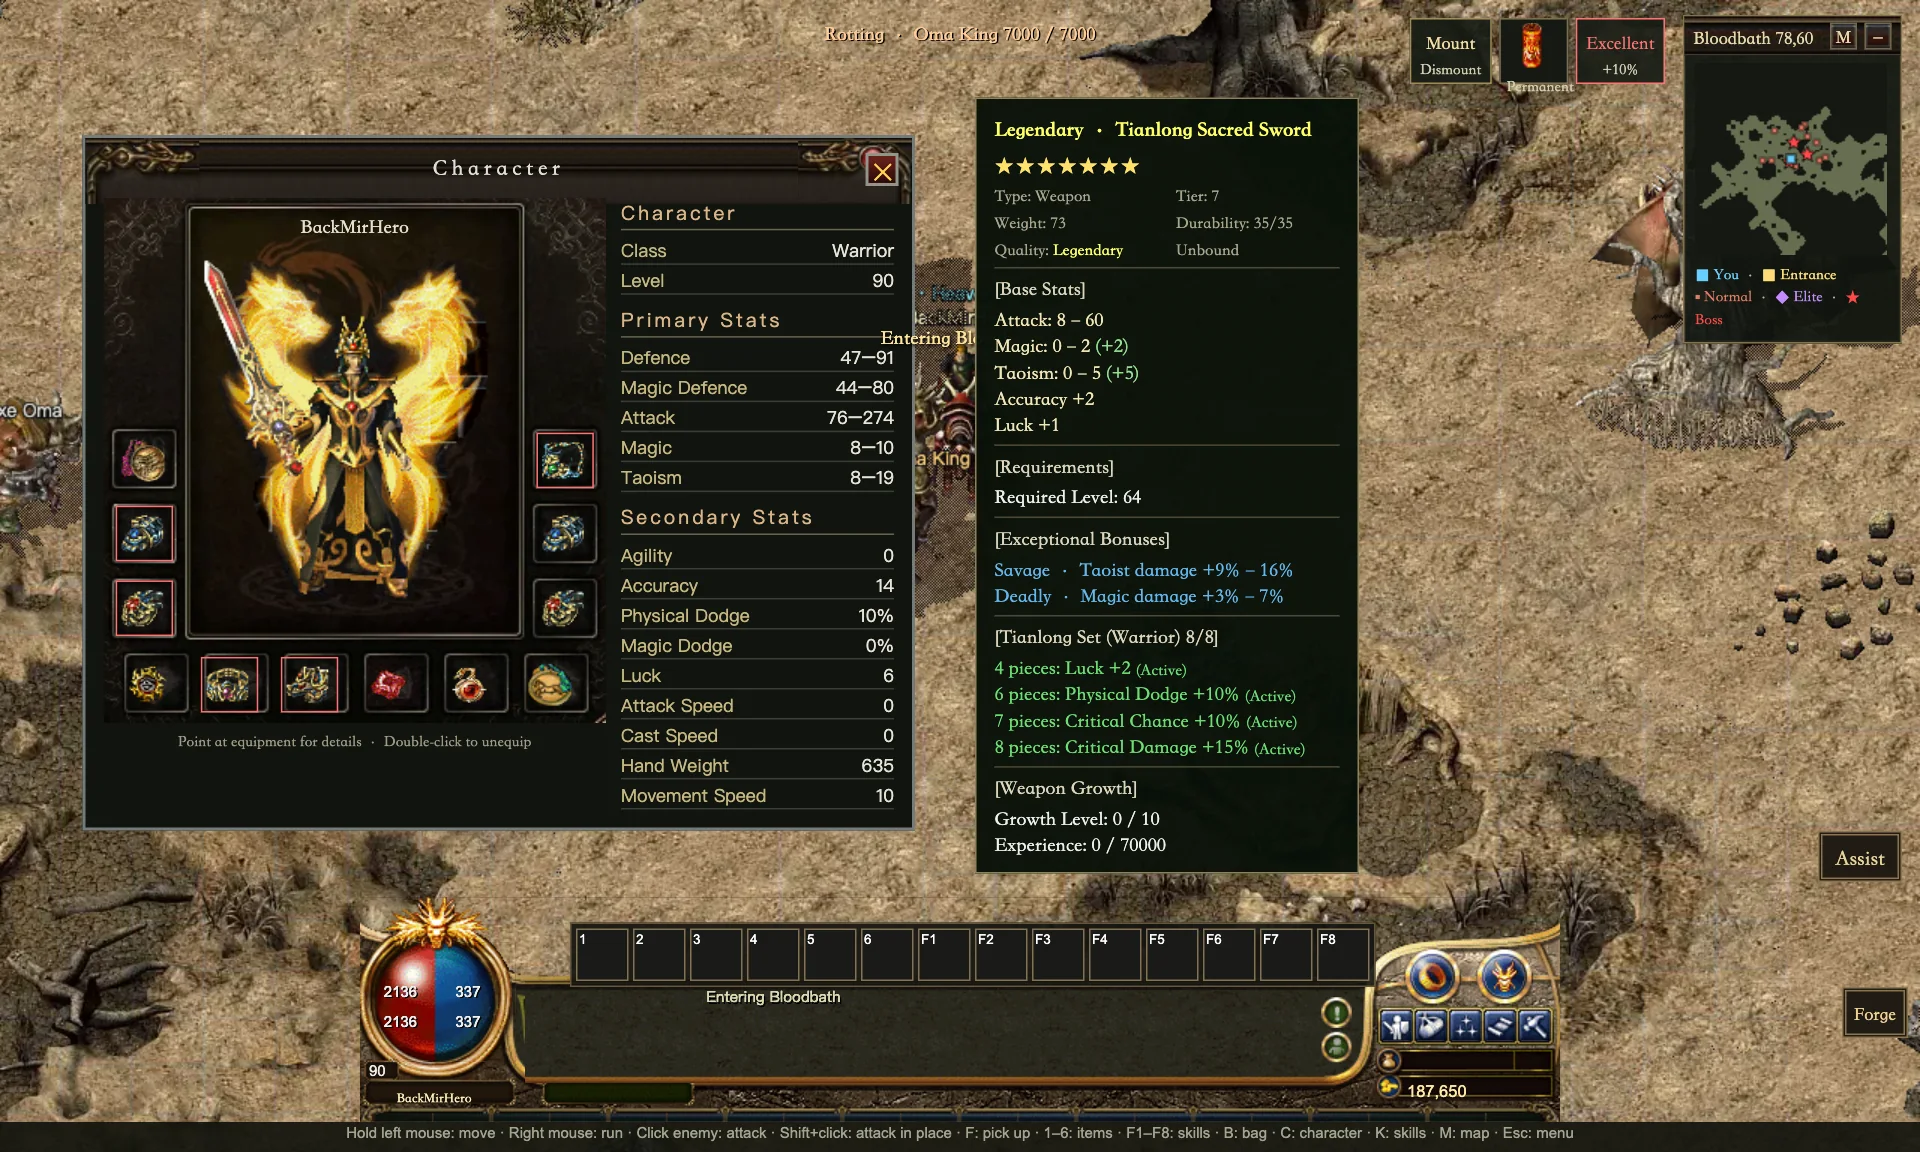 Rotting · Oma King 7000 / 7000
Mount
Dismount
Permanent
Excellent
+10%
Bloodbath 78,60
M
You · Entrance
Normal · Elite ·
Boss
Character
BackMirHero
Character
Class Warrior
Level 90
Primary Stats
Defence 47–91
Magic Defence 44–80
Attack 76–274
Magic 8–10
Taoism 8–19
Secondary Stats
Agility 0
Accuracy 14
Physical Dodge 10%
Magic Dodge 0%
Luck 6
Attack Speed 0
Cast Speed 0
Hand Weight 635
Movement Speed 10
Point at equipment for details · Double-click to unequip
Entering Bl
xe Oma
a King
Legendary · Tianlong Sacred Sword
★★★★★★★
Type: Weapon Tier: 7
Weight: 73 Durability: 35/35
Quality: Legendary Unbound
[Base Stats]
Attack: 8 – 60
Magic: 0 – 2 (+2)
Taoism: 0 – 5 (+5)
Accuracy +2
Luck +1
[Requirements]
Required Level: 64
[Exceptional Bonuses]
Savage · Taoist damage +9% – 16%
Deadly · Magic damage +3% – 7%
[Tianlong Set (Warrior) 8/8]
4 pieces: Luck +2 (Active)
6 pieces: Physical Dodge +10% (Active)
7 pieces: Critical Chance +10% (Active)
8 pieces: Critical Damage +15% (Active)
[Weapon Growth]
Growth Level: 0 / 10
Experience: 0 / 70000
Assist
Forge
1 2 3 4 5 6 F1 F2 F3 F4 F5 F6 F7 F8
Entering Bloodbath
2136 337
2136 337
90
BackMirHero
187,650
Hold left mouse: move · Right mouse: run · Click enemy: attack · Shift+click: attack in place · F: pick up · 1–6: items · F1–F8: skills · B: bag · C: character · K: skills · M: map · Esc: menu